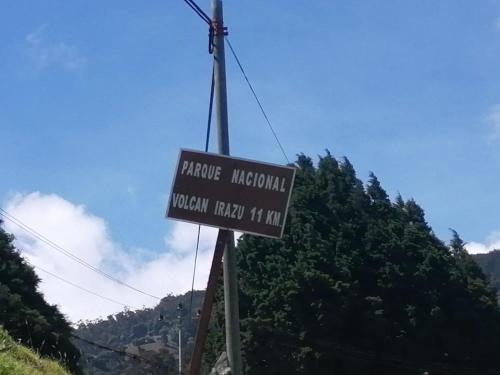 PARQUE NACIONAL
VOLCAN IRAZU 11 KM